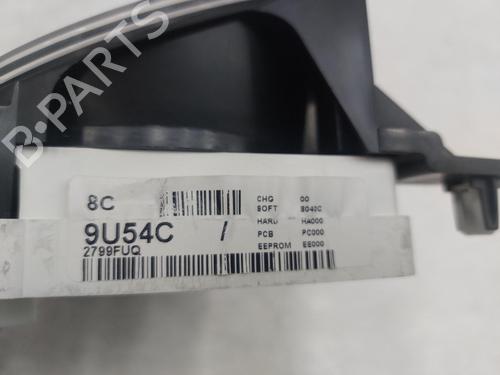 B-PARTS
8C
9U54C /
2799FUQ
CHG 00
SOFT S040C
HARD HA000
PCB PC000
EEPROM EE000